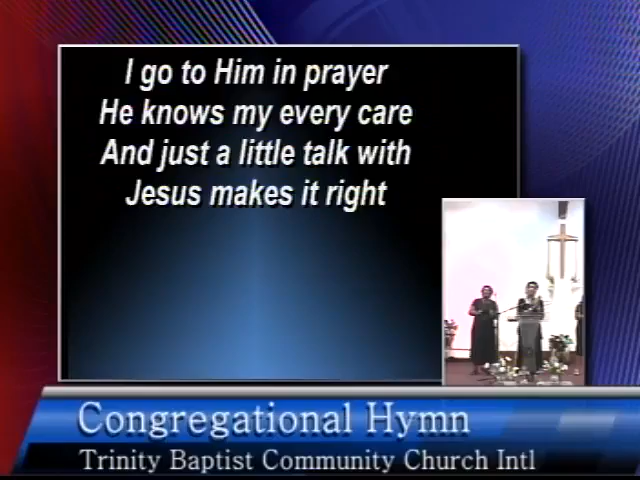 I go to Him in prayer
He knows my every care
And just a little talk with
Jesus makes it right
Congregational Hymn
Trinity Baptist Community Church Intl